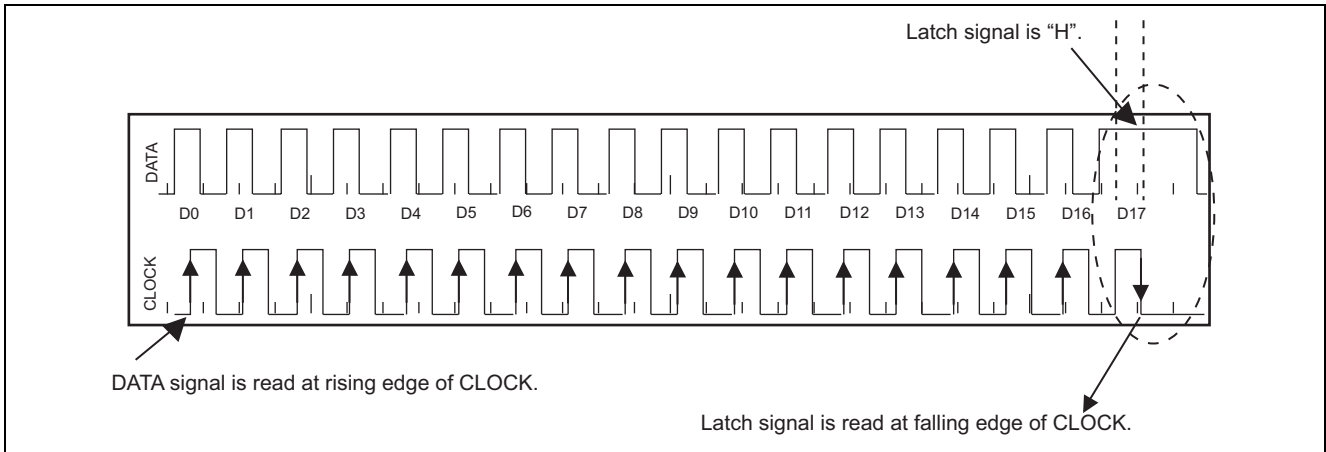 Latch signal is “H”.
DATA
D0 D1 D2 D3 D4 D5 D6 D7 D8 D9 D10 D11 D12 D13 D14 D15 D16 D17
CLOCK
DATA signal is read at rising edge of CLOCK.
Latch signal is read at falling edge of CLOCK.